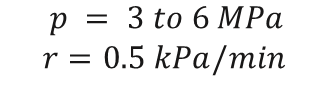 p = 3 to 6 MPa
r = 0.5 kPa/min